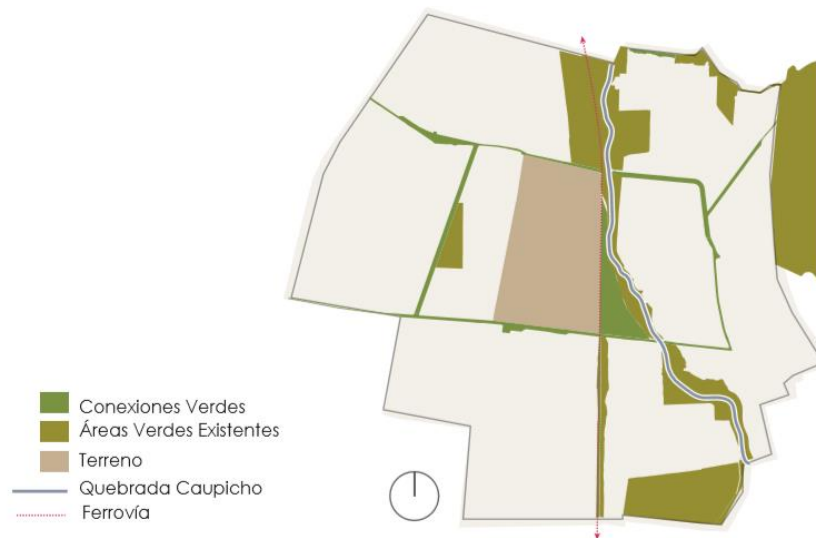 Conexiones Verdes
Áreas Verdes Existentes
Terreno
Quebrada Caupicho
Ferrovía